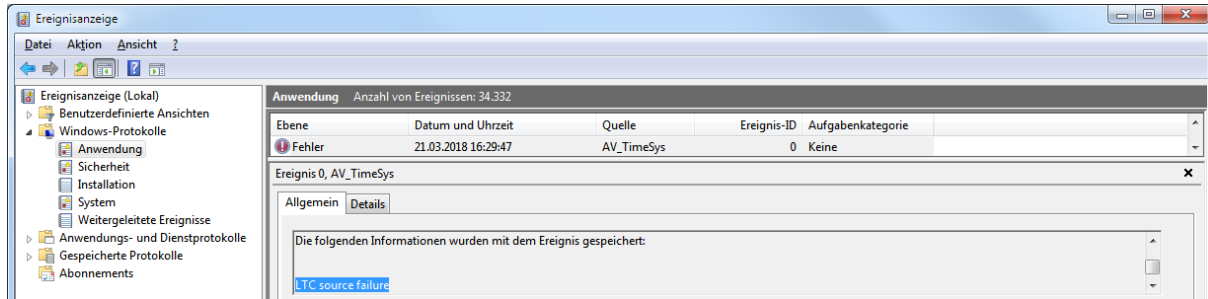 Ereignisanzeige
Datei Aktion Ansicht ?
Ereignisanzeige (Lokal)
Benutzerdefinierte Ansichten
Windows-Protokolle
Anwendung
Sicherheit
Installation
System
Weitergeleitete Ereignisse
Anwendungs- und Dienstprotokolle
Gespeicherte Protokolle
Abonnements
Anwendung Anzahl von Ereignissen: 34.332
Ebene Datum und Uhrzeit Quelle Ereignis-ID Aufgabenkategorie
Fehler 21.03.2018 16:29:47 AV_TimeSys 0 Keine
Ereignis 0, AV_TimeSys
Allgemein Details
Die folgenden Informationen wurden mit dem Ereignis gespeichert:
LTC source failure